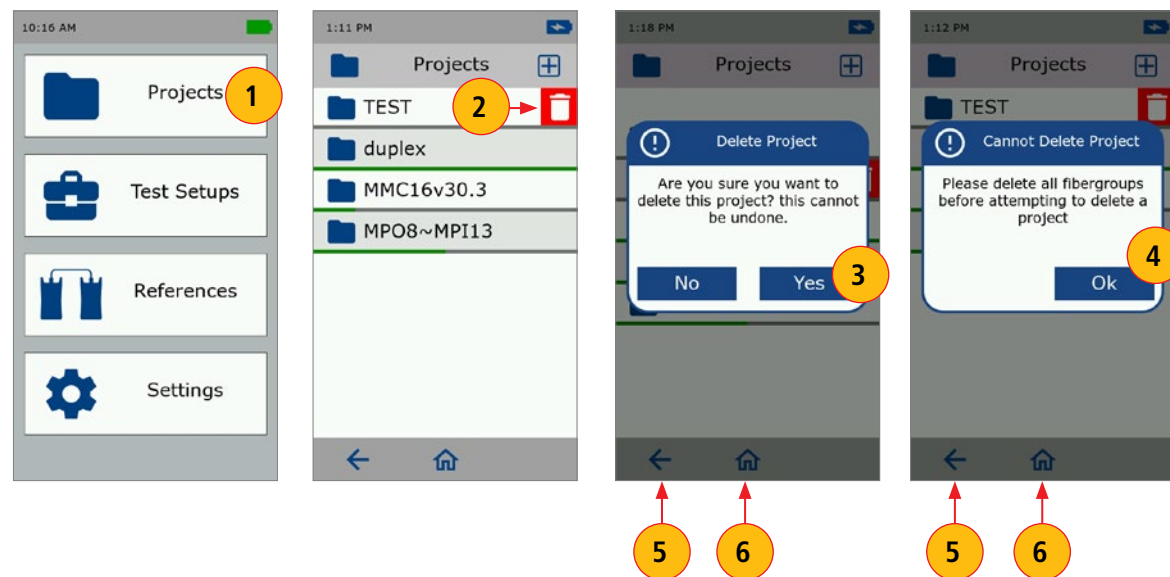 10:16 AM
Projects
1
Test Setups
References
Settings
1:11 PM
Projects
TEST
2
duplex
MMC16v30.3
MPO8~MPI13
1:18 PM
Projects
Delete Project
Are you sure you want to
delete this project? this cannot
be undone.
No
Yes
3
5
6
1:12 PM
Projects
TEST
Cannot Delete Project
Please delete all fibergroups
before attempting to delete a
project
Ok
4
5
6